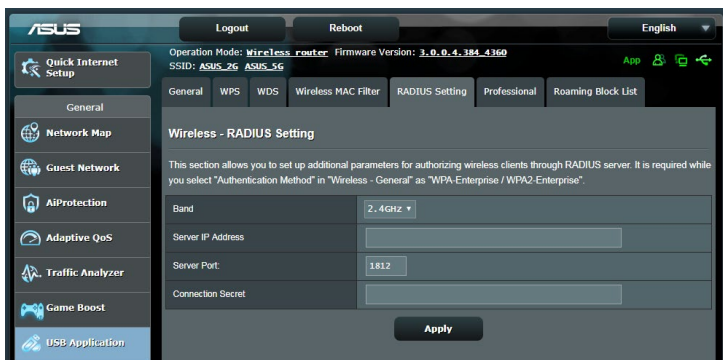 ASUS
Logout
Reboot
English
Quick Internet
Setup
Operation Mode: Wireless router Firmware Version: 3.0.0.4.384_4360
SSID: ASUS_2G ASUS_5G
App
General
WPS
WDS
Wireless MAC Filter
RADIUS Setting
Professional
Roaming Block List
General
Network Map
Guest Network
AiProtection
Adaptive QoS
Traffic Analyzer
Game Boost
USB Application
Wireless - RADIUS Setting
This section allows you to set up additional parameters for authorizing wireless clients through RADIUS server. It is required while
you select "Authentication Method" in "Wireless - General" as "WPA-Enterprise / WPA2-Enterprise".
Band
2.4GHz
Server IP Address
Server Port:
1812
Connection Secret
Apply